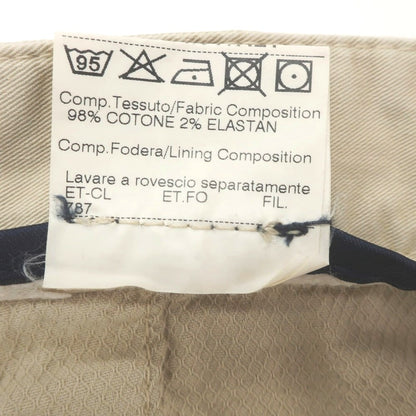 95
Comp.Tessuto/Fabric Composition
98% COTONE 2% ELASTAN
Comp.Fodera/Lining Composition
Lavare a rovescio separatamente
ET-CL ET.FO FIL.
787